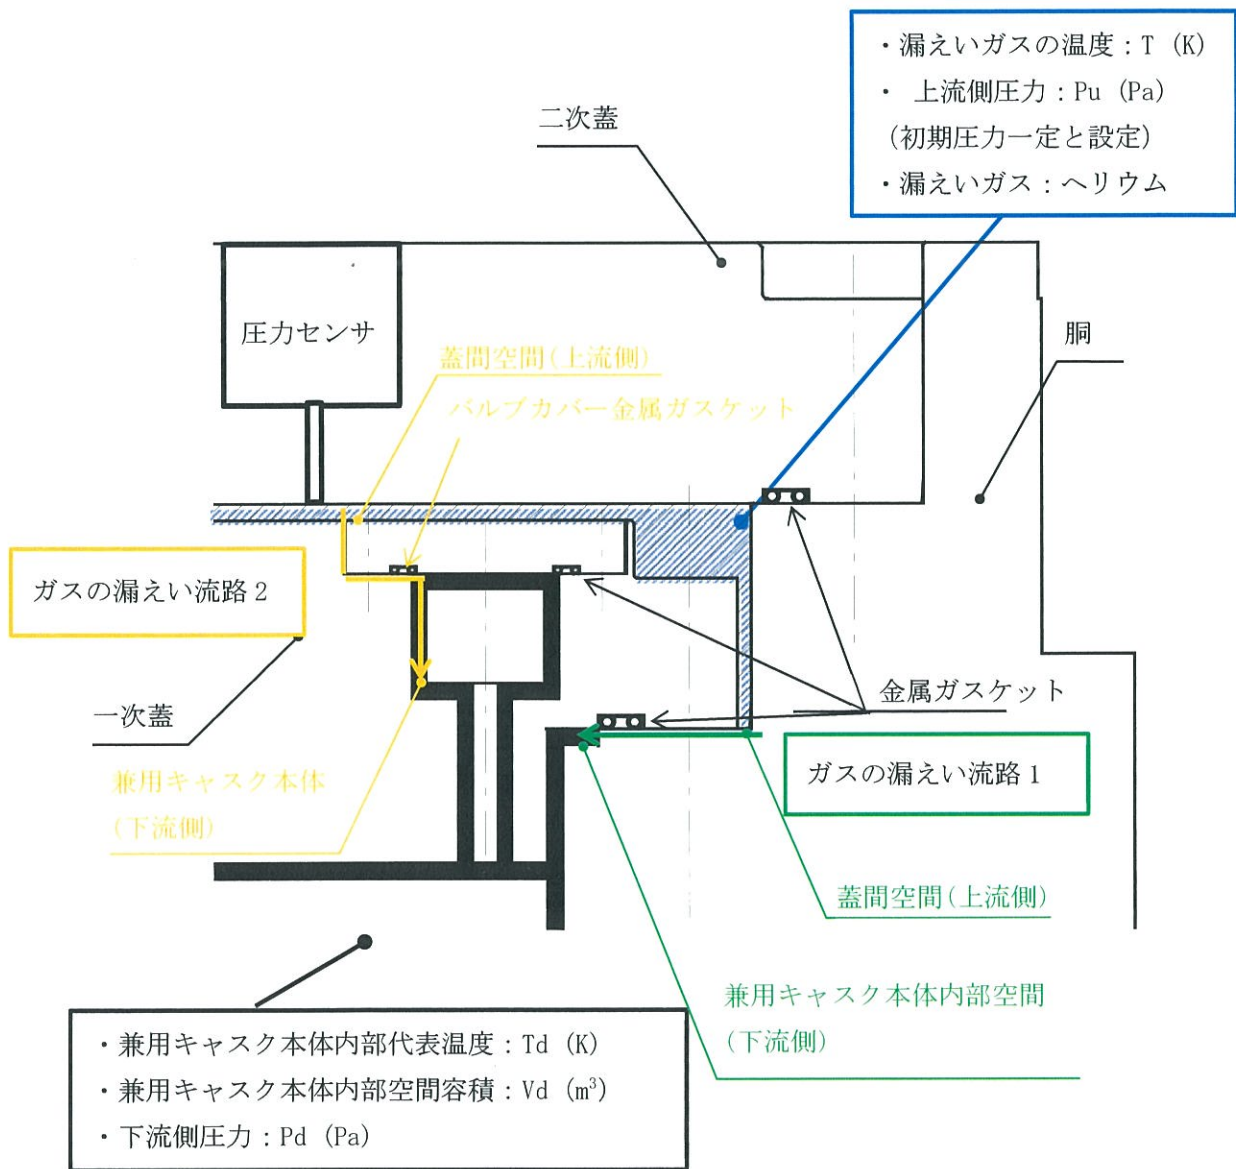 ・漏えいガスの温度：T (K)
・ 上流側圧力：Pu (Pa)
(初期圧力一定と設定)
・漏えいガス：ヘリウム
二次蓋
圧力センサ
胴
蓋間空間(上流側)
バルブカバー金属ガスケット
ガスの漏えい流路 2
金属ガスケット
一次蓋
ガスの漏えい流路 1
兼用キャスク本体
(下流側)
蓋間空間(上流側)
兼用キャスク本体内部空間
(下流側)
・兼用キャスク本体内部代表温度：Td (K)
・兼用キャスク本体内部空間容積：Vd (m³)
・下流側圧力：Pd (Pa)